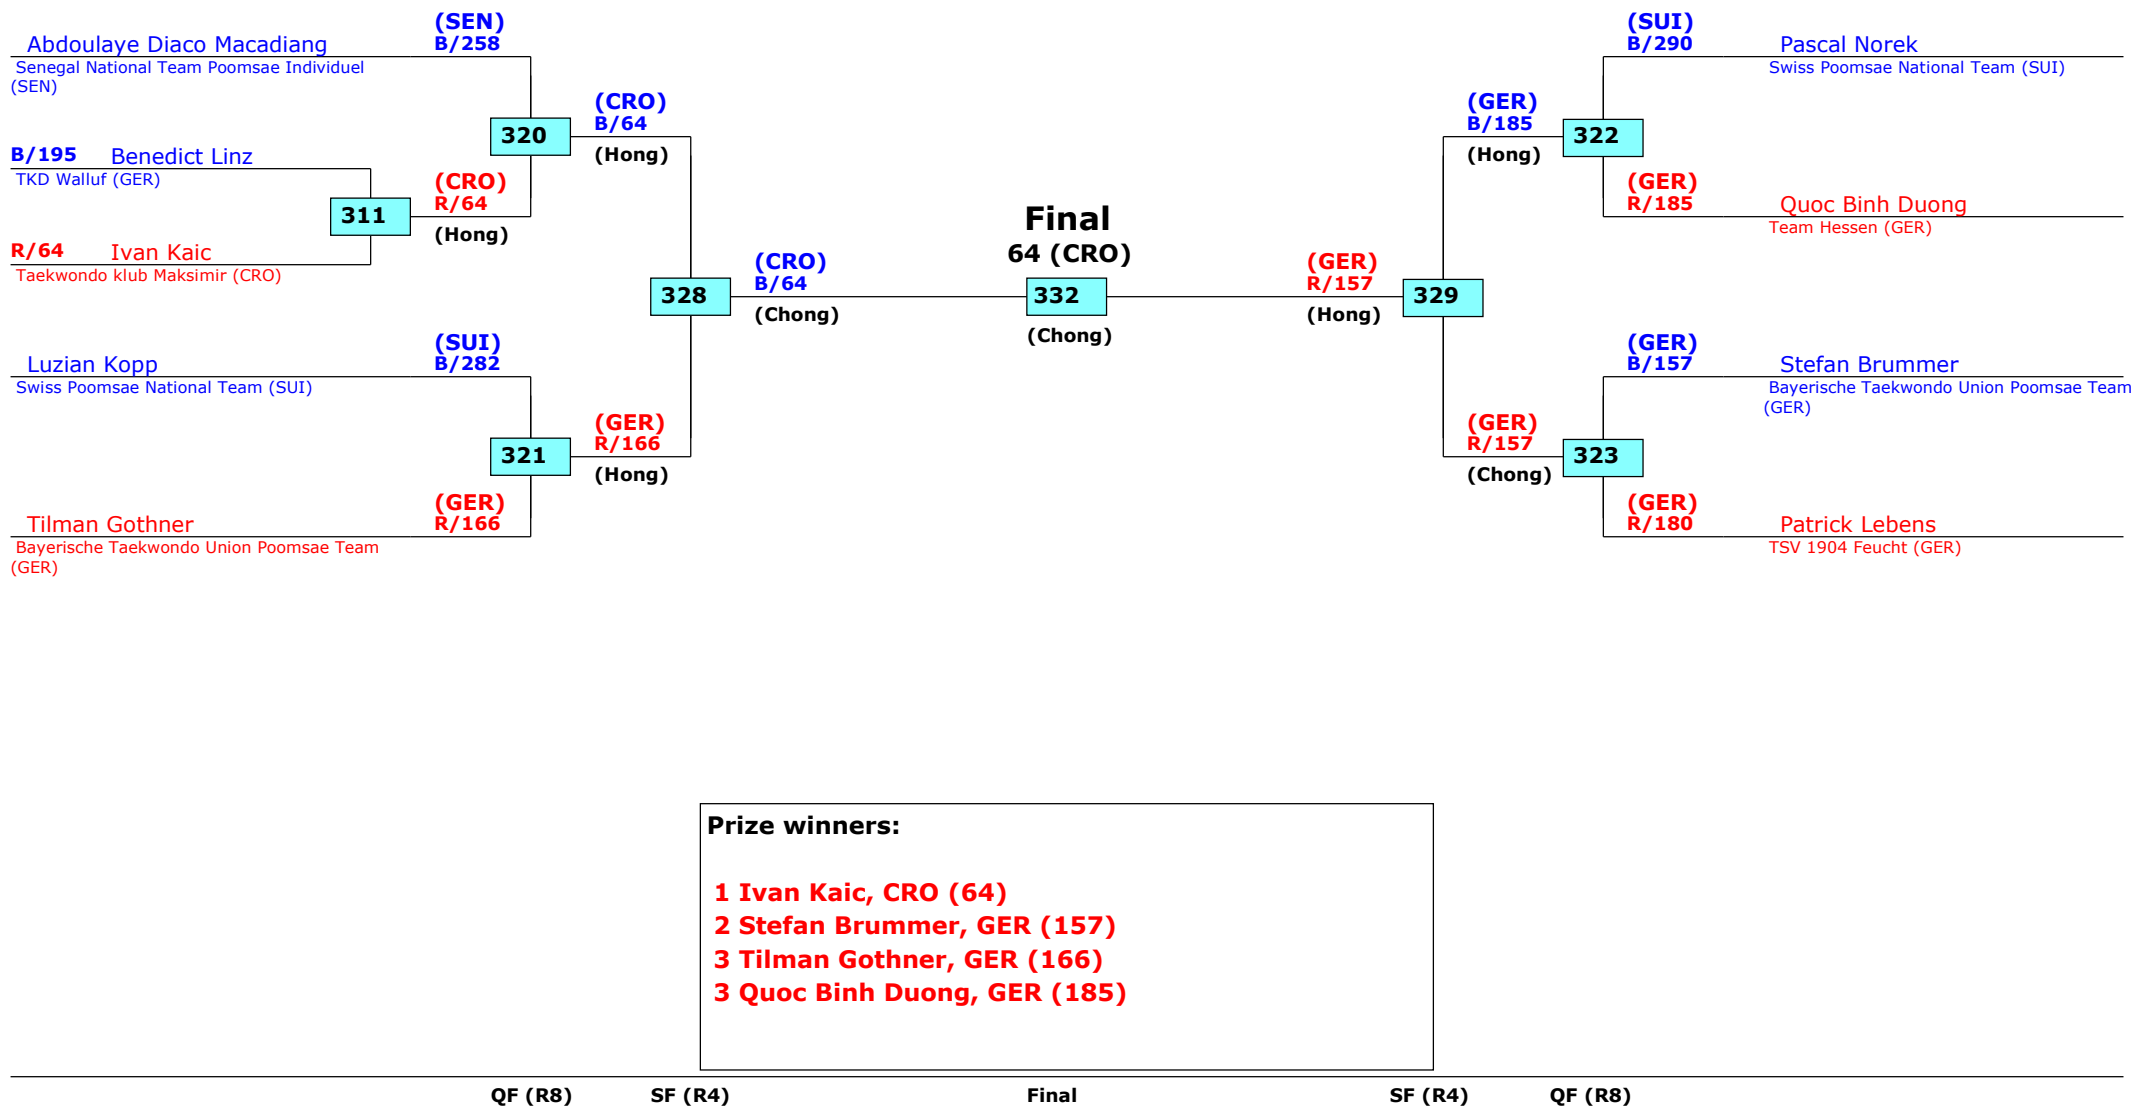 (SEN)
B/258
Abdoulaye Diaco Macadiang
Senegal National Team Poomsae Individuel
(SEN)
320
(CRO)
B/64
(Hong)
B/195 Benedict Linz
TKD Walluf (GER)
311
(CRO)
R/64
(Hong)
R/64 Ivan Kaic
Taekwondo klub Maksimir (CRO)
328
(CRO)
B/64
(Chong)
(SUI)
B/282
Luzian Kopp
Swiss Poomsae National Team (SUI)
321
(GER)
R/166
(Hong)
(GER)
R/166
Tilman Gothner
Bayerische Taekwondo Union Poomsae Team
(GER)
Final
64 (CRO)
332
(Chong)
(SUI)
B/290
Pascal Norek
Swiss Poomsae National Team (SUI)
(GER)
B/185
(Hong)
322
(GER)
R/185
Quoc Binh Duong
Team Hessen (GER)
(GER)
R/157
(Hong)
329
(GER)
B/157
Stefan Brummer
Bayerische Taekwondo Union Poomsae Team
(GER)
(GER)
R/157
(Chong)
323
(GER)
R/180
Patrick Lebens
TSV 1904 Feucht (GER)
Prize winners:
1 Ivan Kaic, CRO (64)
2 Stefan Brummer, GER (157)
3 Tilman Gothner, GER (166)
3 Quoc Binh Duong, GER (185)
QF (R8) SF (R4) Final SF (R4) QF (R8)